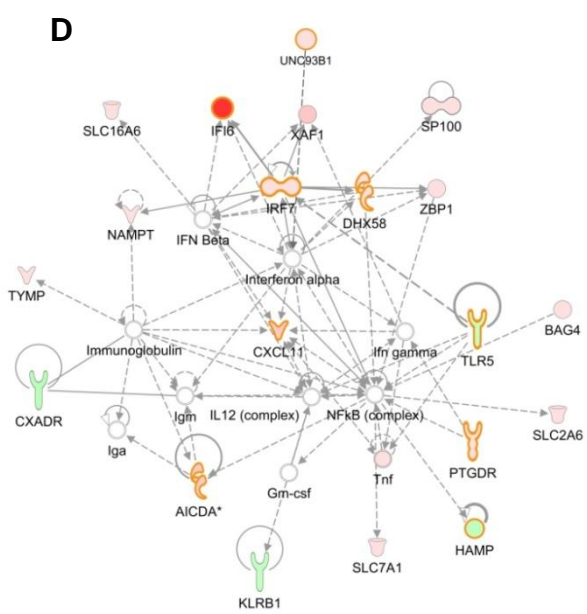 D
UNC93B1
SLC16A6
IFI6
XAF1
SP100
IRF7
DHX58
ZBP1
NAMPT
IFN Beta
Interferon alpha
TYMP
Immunoglobulin
CXCL11
Ifn gamma
TLR5
BAG4
CXADR
Igm
IL12 (complex)
NFkB (complex)
SLC2A6
Iga
Tnf
PTGDR
Gm-csf
AICDA*
HAMP
SLC7A1
KLRB1